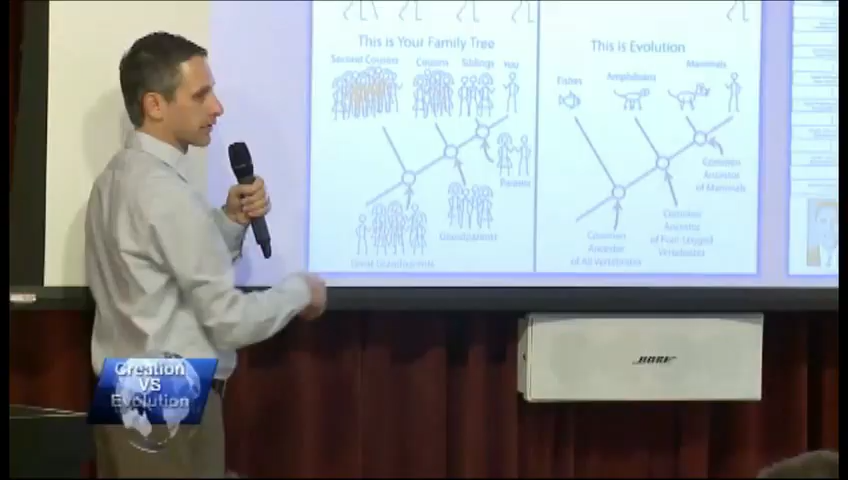 This is Your Family Tree
Second Cousins Cousins Siblings You
Parents
Grandparents
Great Grandparents
This is Evolution
Fishes Amphibians Mammals
Common
Ancestor
of Mammals
Common
Ancestor
of Four-Legged
Vertebrates
Common
Ancestor
of All Vertebrates
BOSE
Creation
VS
Evolution